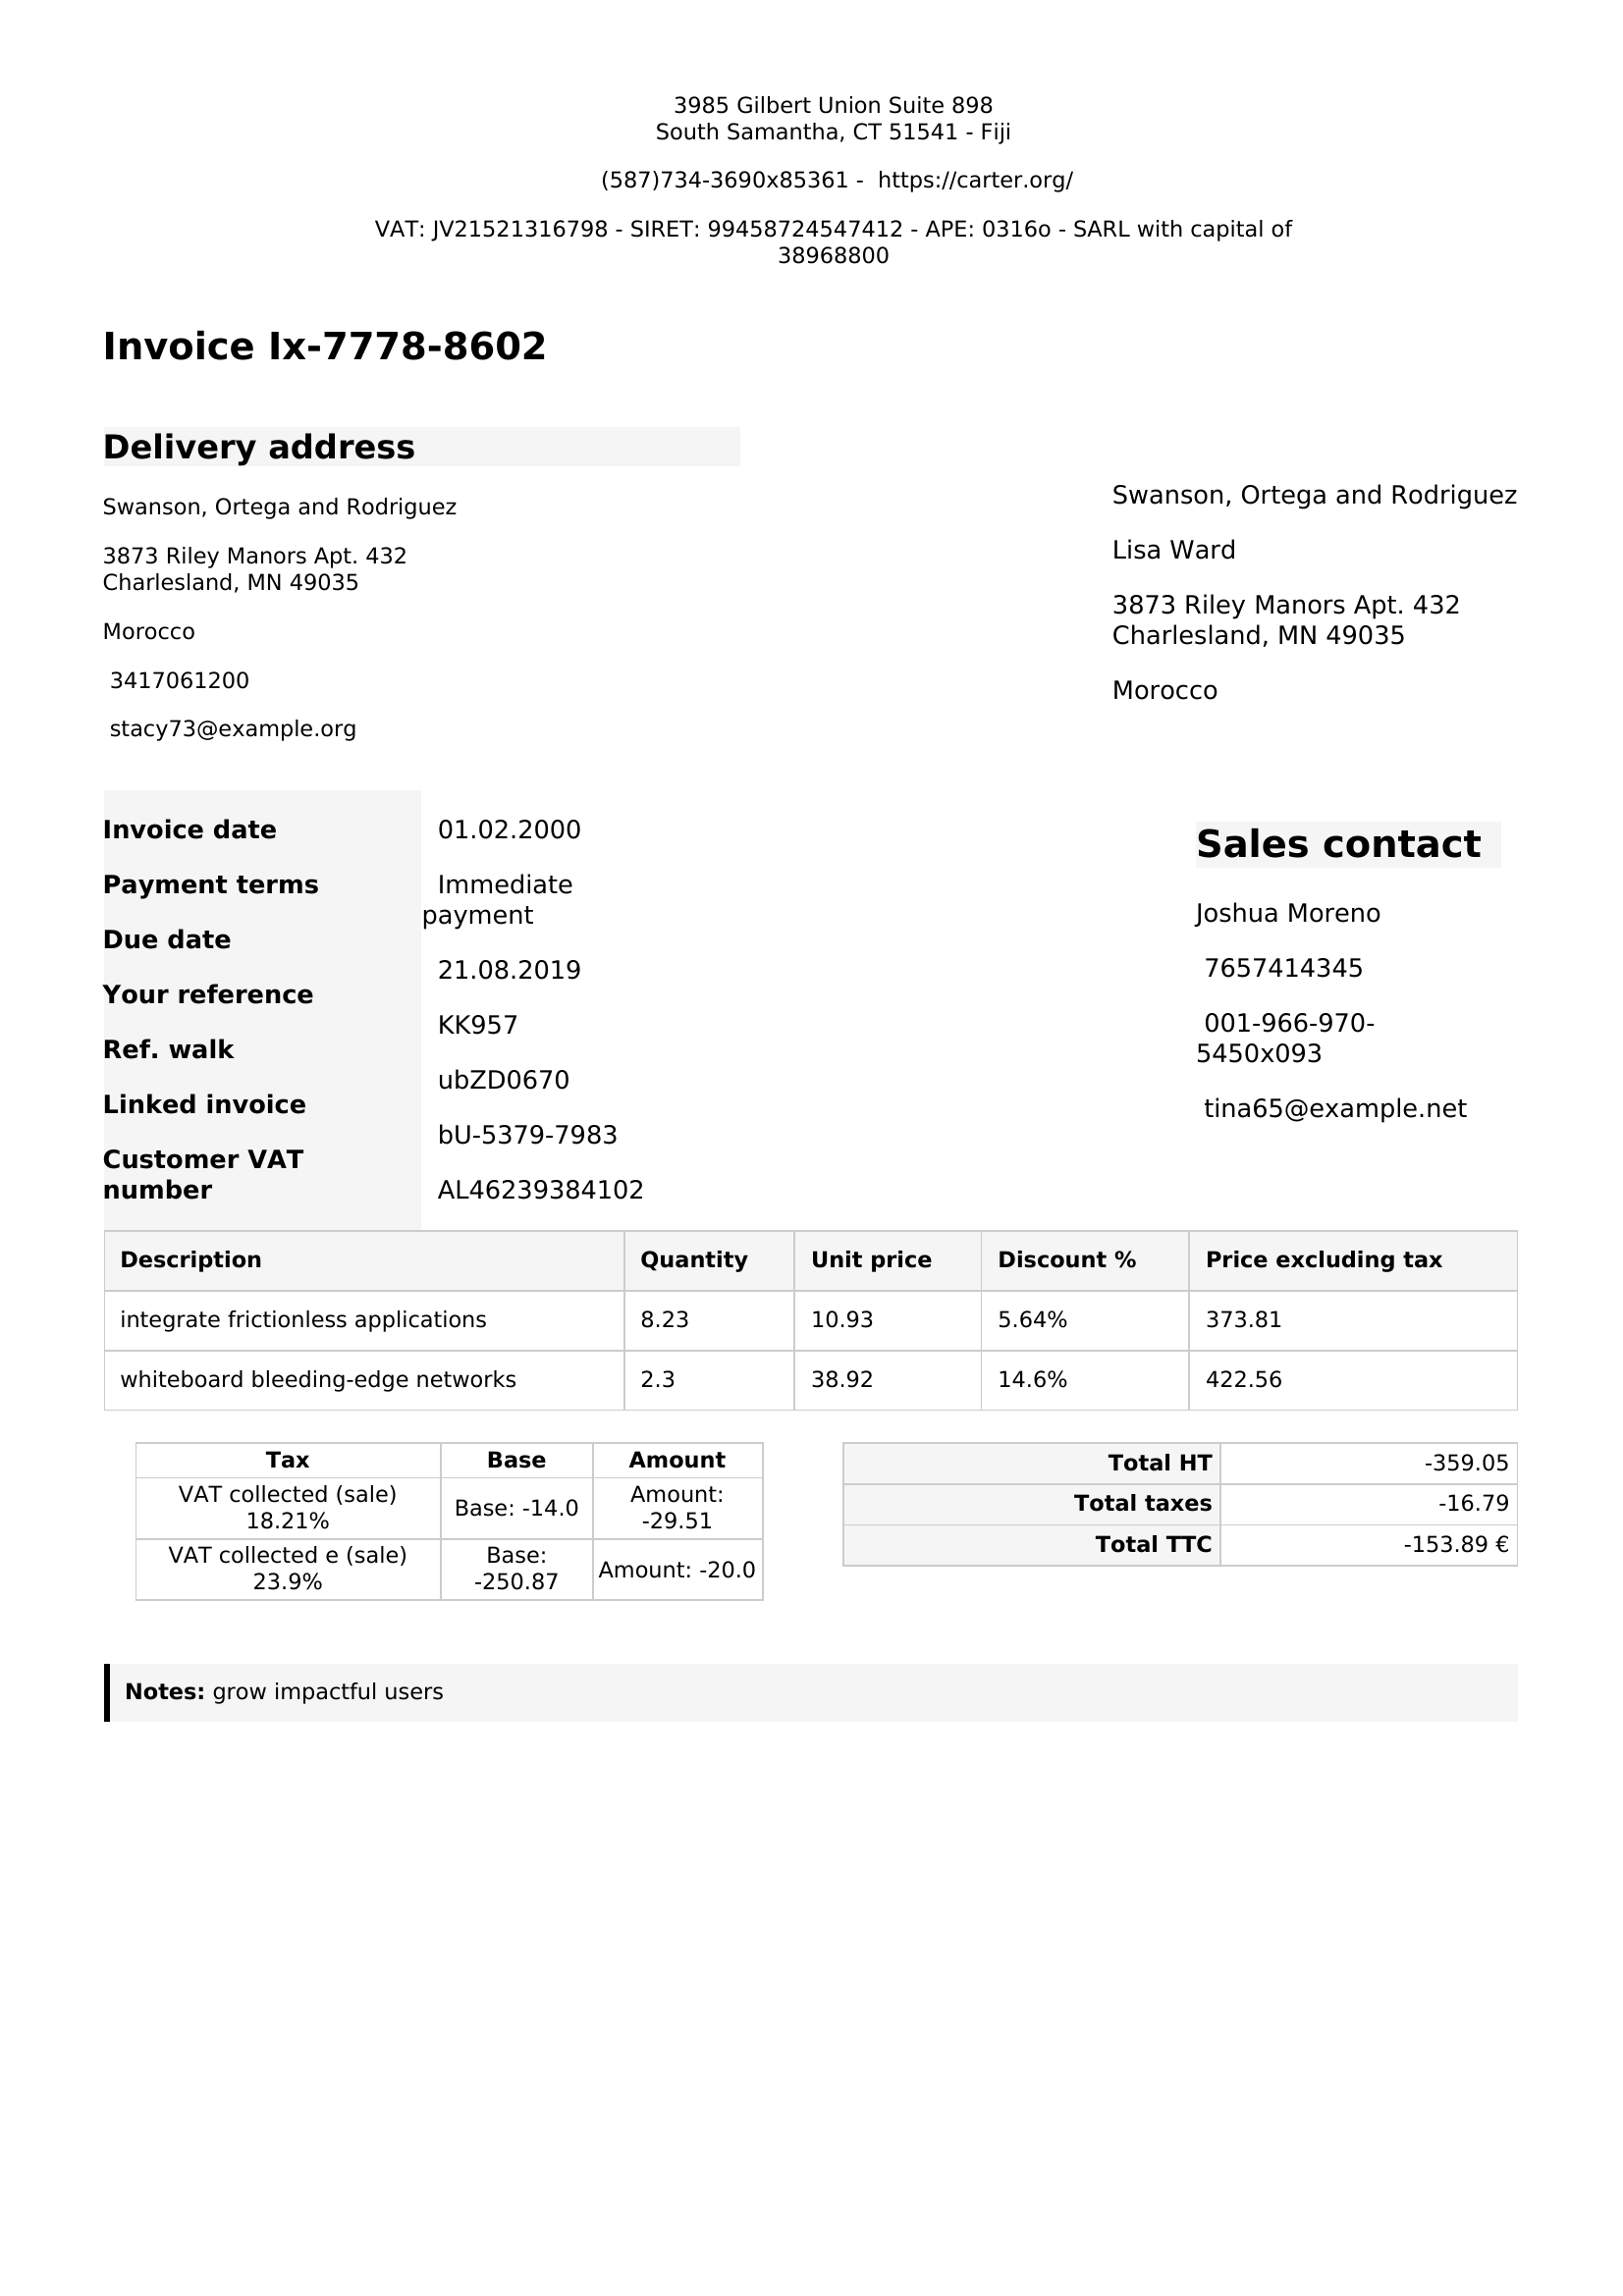 3985 Gilbert Union Suite 898
South Samantha, CT 51541 - Fiji
(587)734-3690x85361 - https://carter.org/
VAT: JV21521316798 - SIRET: 99458724547412 - APE: 0316o - SARL with capital of
38968800
Invoice Ix-7778-8602
Delivery address
Swanson, Ortega and Rodriguez
3873 Riley Manors Apt. 432
Charlesland, MN 49035
Morocco
3417061200
stacy73@example.org
Swanson, Ortega and Rodriguez
Lisa Ward
3873 Riley Manors Apt. 432
Charlesland, MN 49035
Morocco
Invoice date
Payment terms
Due date
Your reference
Ref. walk
Linked invoice
Customer VAT
number
01.02.2000
Immediate
payment
21.08.2019
KK957
ubZD0670
bU-5379-7983
AL46239384102
Sales contact
Joshua Moreno
7657414345
001-966-970-
5450x093
tina65@example.net
Description Quantity Unit price Discount % Price excluding tax
integrate frictionless applications 8.23 10.93 5.64% 373.81
whiteboard bleeding-edge networks 2.3 38.92 14.6% 422.56
Tax Base Amount
VAT collected (sale)
18.21%
Base: -14.0
Amount:
-29.51
VAT collected e (sale)
23.9%
Base:
-250.87
Amount: -20.0
Total HT -359.05
Total taxes -16.79
Total TTC -153.89 €
Notes: grow impactful users